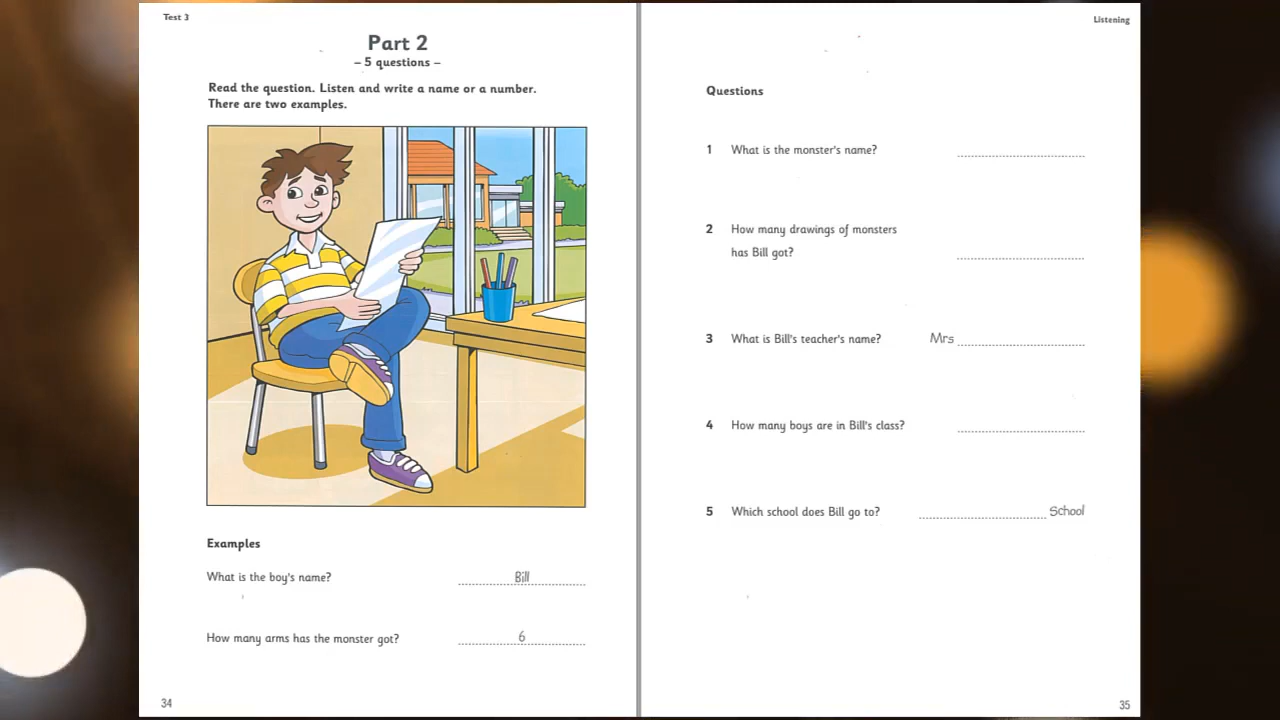 Test 3
Part 2
– 5 questions –
Read the question. Listen and write a name or a number.
There are two examples.
Examples
What is the boy's name? Bill
How many arms has the monster got? 6
34
Listening
Questions
1 What is the monster's name?
2 How many drawings of monsters
has Bill got?
3 What is Bill's teacher's name? Mrs
4 How many boys are in Bill's class?
5 Which school does Bill go to? School
35